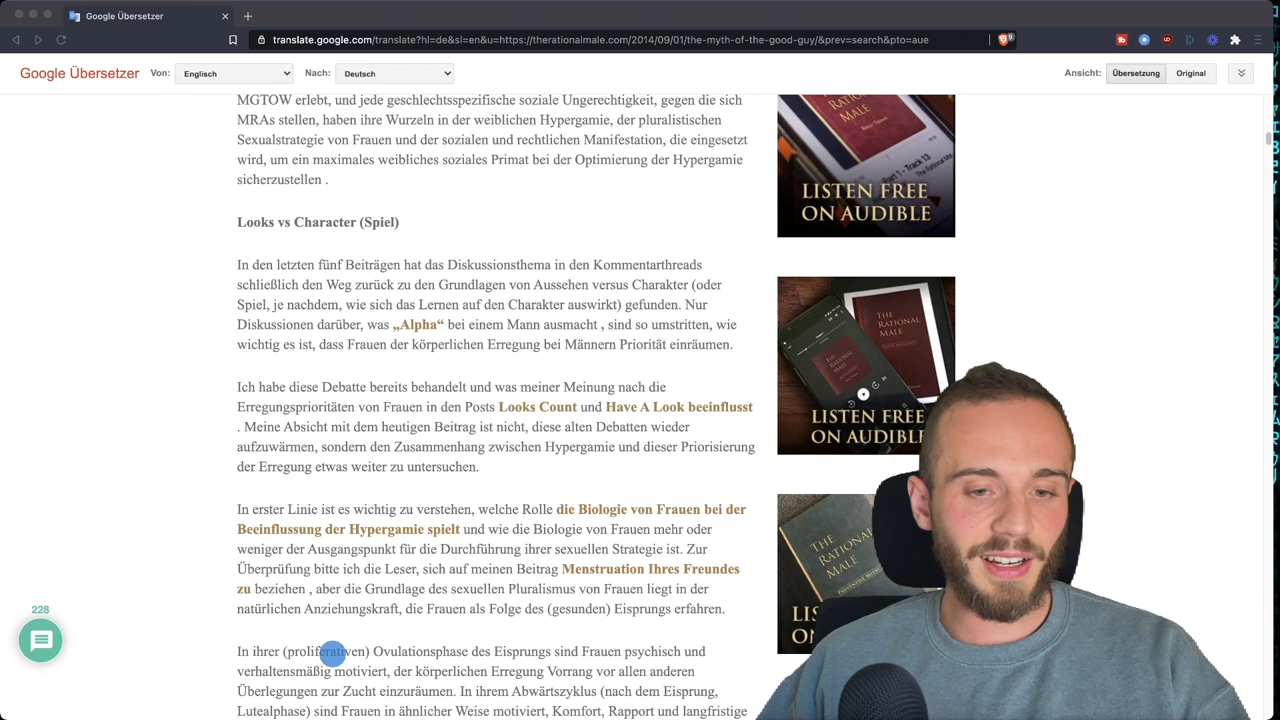 Google Übersetzer
translate.google.com/translate?hl=de&sl=en&u=https://therationalmale.com/2014/09/01/the-myth-of-the-good-guy/&prev=search&pto=aue
9
Google Übersetzer
Von:
Englisch
Nach:
Deutsch
Ansicht:
Übersetzung
Original
MGTOW erlebt, und jede geschlechtsspezifische soziale Ungerechtigkeit, gegen die sich
MRAs stellen, haben ihre Wurzeln in der weiblichen Hypergamie, der pluralistischen
Sexualstrategie von Frauen und der sozialen und rechtlichen Manifestation, die eingesetzt
wird, um ein maximales weibliches soziales Primat bei der Optimierung der Hypergamie
sicherzustellen .
Looks vs Character (Spiel)
In den letzten fünf Beiträgen hat das Diskussionsthema in den Kommentarthreads
schließlich den Weg zurück zu den Grundlagen von Aussehen versus Charakter (oder
Spiel, je nachdem, wie sich das Lernen auf den Charakter auswirkt) gefunden. Nur
Diskussionen darüber, was „Alpha“ bei einem Mann ausmacht , sind so umstritten, wie
wichtig es ist, dass Frauen der körperlichen Erregung bei Männern Priorität einräumen.
Ich habe diese Debatte bereits behandelt und was meiner Meinung nach die
Erregungsprioritäten von Frauen in den Posts Looks Count und Have A Look beeinflusst
. Meine Absicht mit dem heutigen Beitrag ist nicht, diese alten Debatten wieder
aufzuwärmen, sondern den Zusammenhang zwischen Hypergamie und dieser Priorisierung
der Erregung etwas weiter zu untersuchen.
In erster Linie ist es wichtig zu verstehen, welche Rolle die Biologie von Frauen bei der
Beeinflussung der Hypergamie spielt und wie die Biologie von Frauen mehr oder
weniger der Ausgangspunkt für die Durchführung ihrer sexuellen Strategie ist. Zur
Überprüfung bitte ich die Leser, sich auf meinen Beitrag Menstruation Ihres Freundes
zu beziehen , aber die Grundlage des sexuellen Pluralismus von Frauen liegt in der
natürlichen Anziehungskraft, die Frauen als Folge des (gesunden) Eisprungs erfahren.
In ihrer (proliferativen) Ovulationsphase des Eisprungs sind Frauen psychisch und
verhaltensmäßig motiviert, der körperlichen Erregung Vorrang vor allen anderen
Überlegungen zur Zucht einzuräumen. In ihrem Abwärtszyklus (nach dem Eisprung,
Lutealphase) sind Frauen in ähnlicher Weise motiviert, Komfort, Rapport und langfristige
228
Part 1 - Track 13
LISTEN FREE
ON AUDIBLE
THE
RATIONAL
MALE
LISTEN FREE
ON AUDIBLE
THE
RATIONAL
MALE